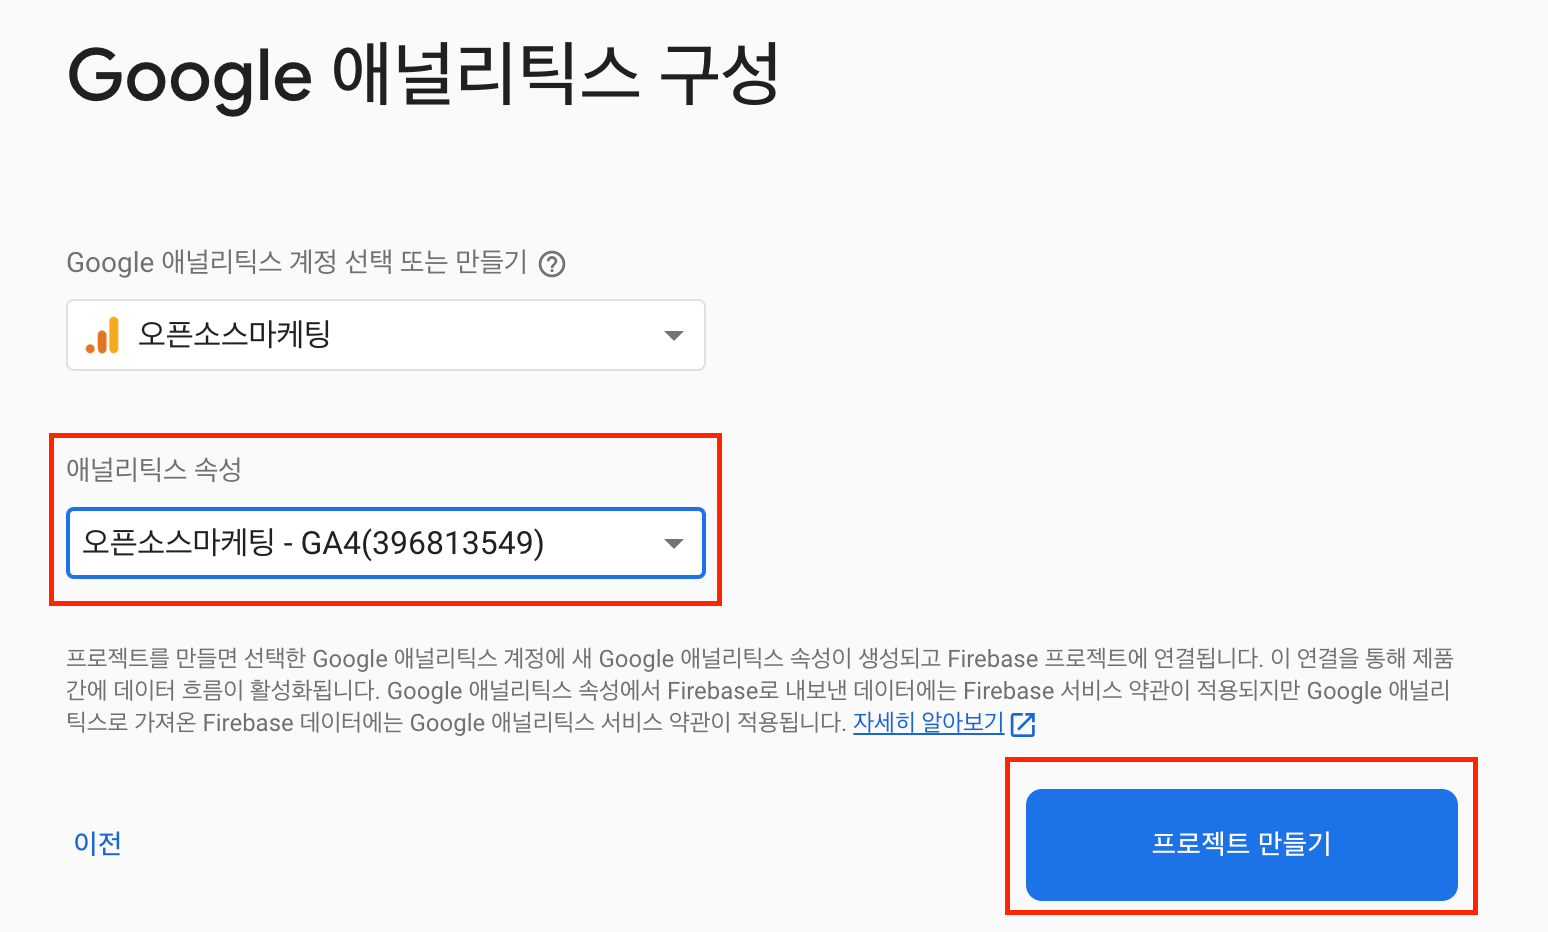 Google 애널리틱스 구성
Google 애널리틱스 계정 선택 또는 만들기
오픈소스마케팅
애널리틱스 속성
오픈소스마케팅 - GA4(396813549)
프로젝트를 만들면 선택한 Google 애널리틱스 계정에 새 Google 애널리틱스 속성이 생성되고 Firebase 프로젝트에 연결됩니다. 이 연결을 통해 제품
간에 데이터 흐름이 활성화됩니다. Google 애널리틱스 속성에서 Firebase로 내보낸 데이터에는 Firebase 서비스 약관이 적용되지만 Google 애널리
틱스로 가져온 Firebase 데이터에는 Google 애널리틱스 서비스 약관이 적용됩니다. 자세히 알아보기
이전
프로젝트 만들기